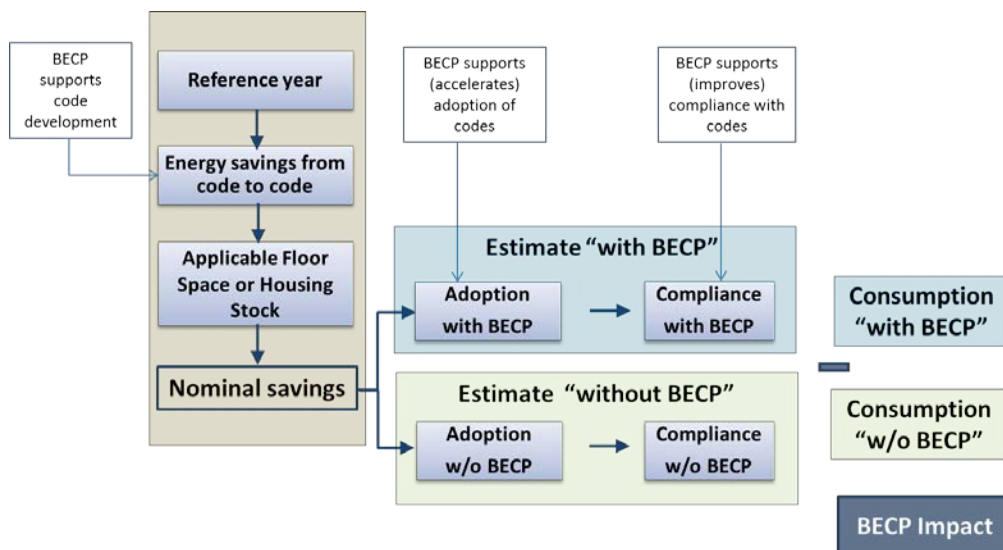 BECP
supports
code
development
Reference year
Energy savings from
code to code
Applicable Floor
Space or Housing
Stock
Nominal savings
BECP supports
(accelerates)
adoption of
codes
BECP supports
(improves)
compliance with
codes
Estimate “with BECP”
Adoption
with BECP
Compliance
with BECP
Estimate “without BECP”
Adoption
w/o BECP
Compliance
w/o BECP
Consumption
“with BECP”
Consumption
“w/o BECP”
BECP Impact